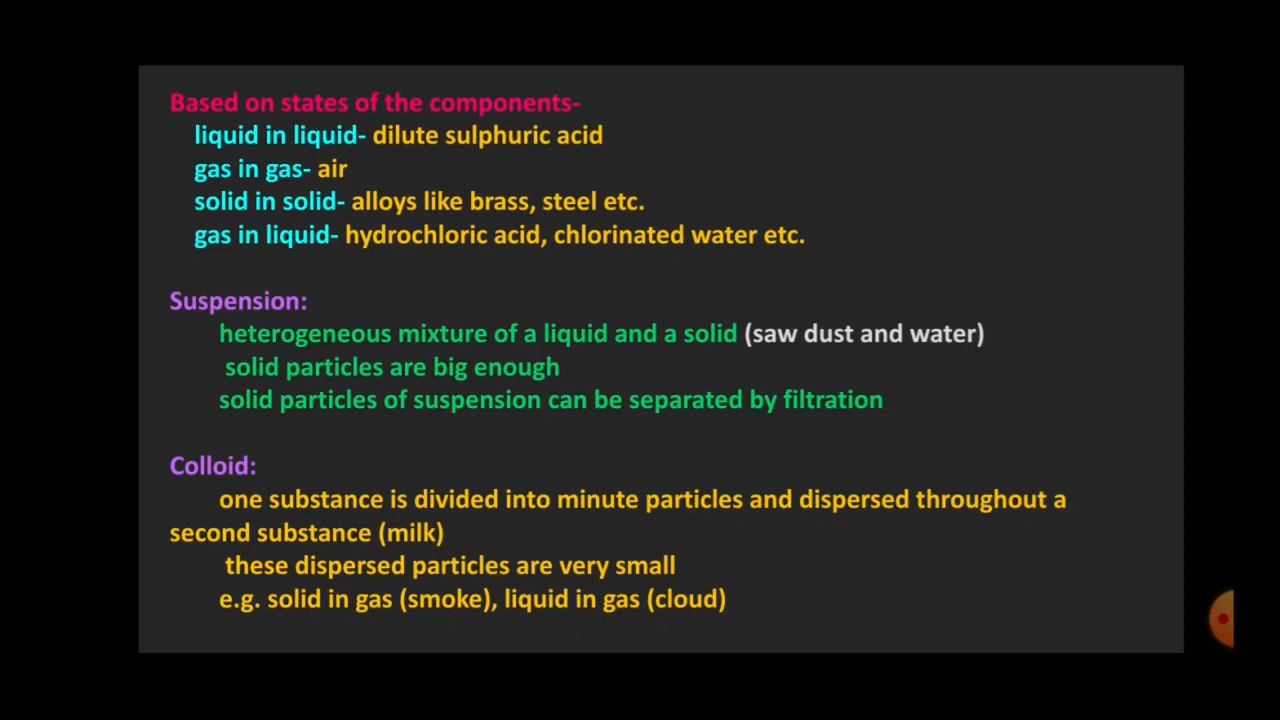 Based on states of the components-
liquid in liquid- dilute sulphuric acid
gas in gas- air
solid in solid- alloys like brass, steel etc.
gas in liquid- hydrochloric acid, chlorinated water etc.
Suspension:
heterogeneous mixture of a liquid and a solid (saw dust and water)
solid particles are big enough
solid particles of suspension can be separated by filtration
Colloid:
one substance is divided into minute particles and dispersed throughout a
second substance (milk)
these dispersed particles are very small
e.g. solid in gas (smoke), liquid in gas (cloud)